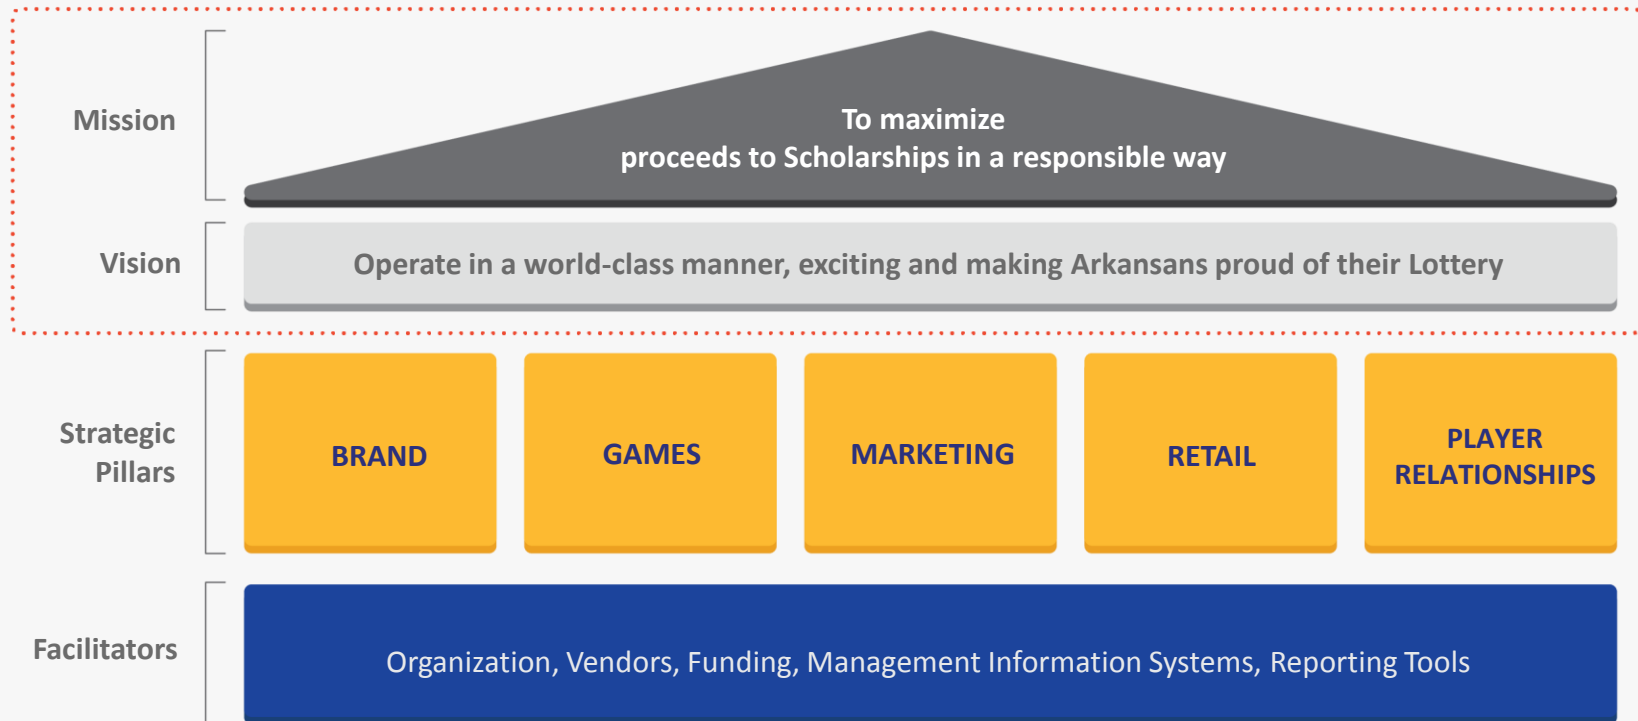 Mission
To maximize
proceeds to Scholarships in a responsible way
Vision
Operate in a world-class manner, exciting and making Arkansans proud of their Lottery
Strategic
Pillars
BRAND
GAMES
MARKETING
RETAIL
PLAYER
RELATIONSHIPS
Facilitators
Organization, Vendors, Funding, Management Information Systems, Reporting Tools